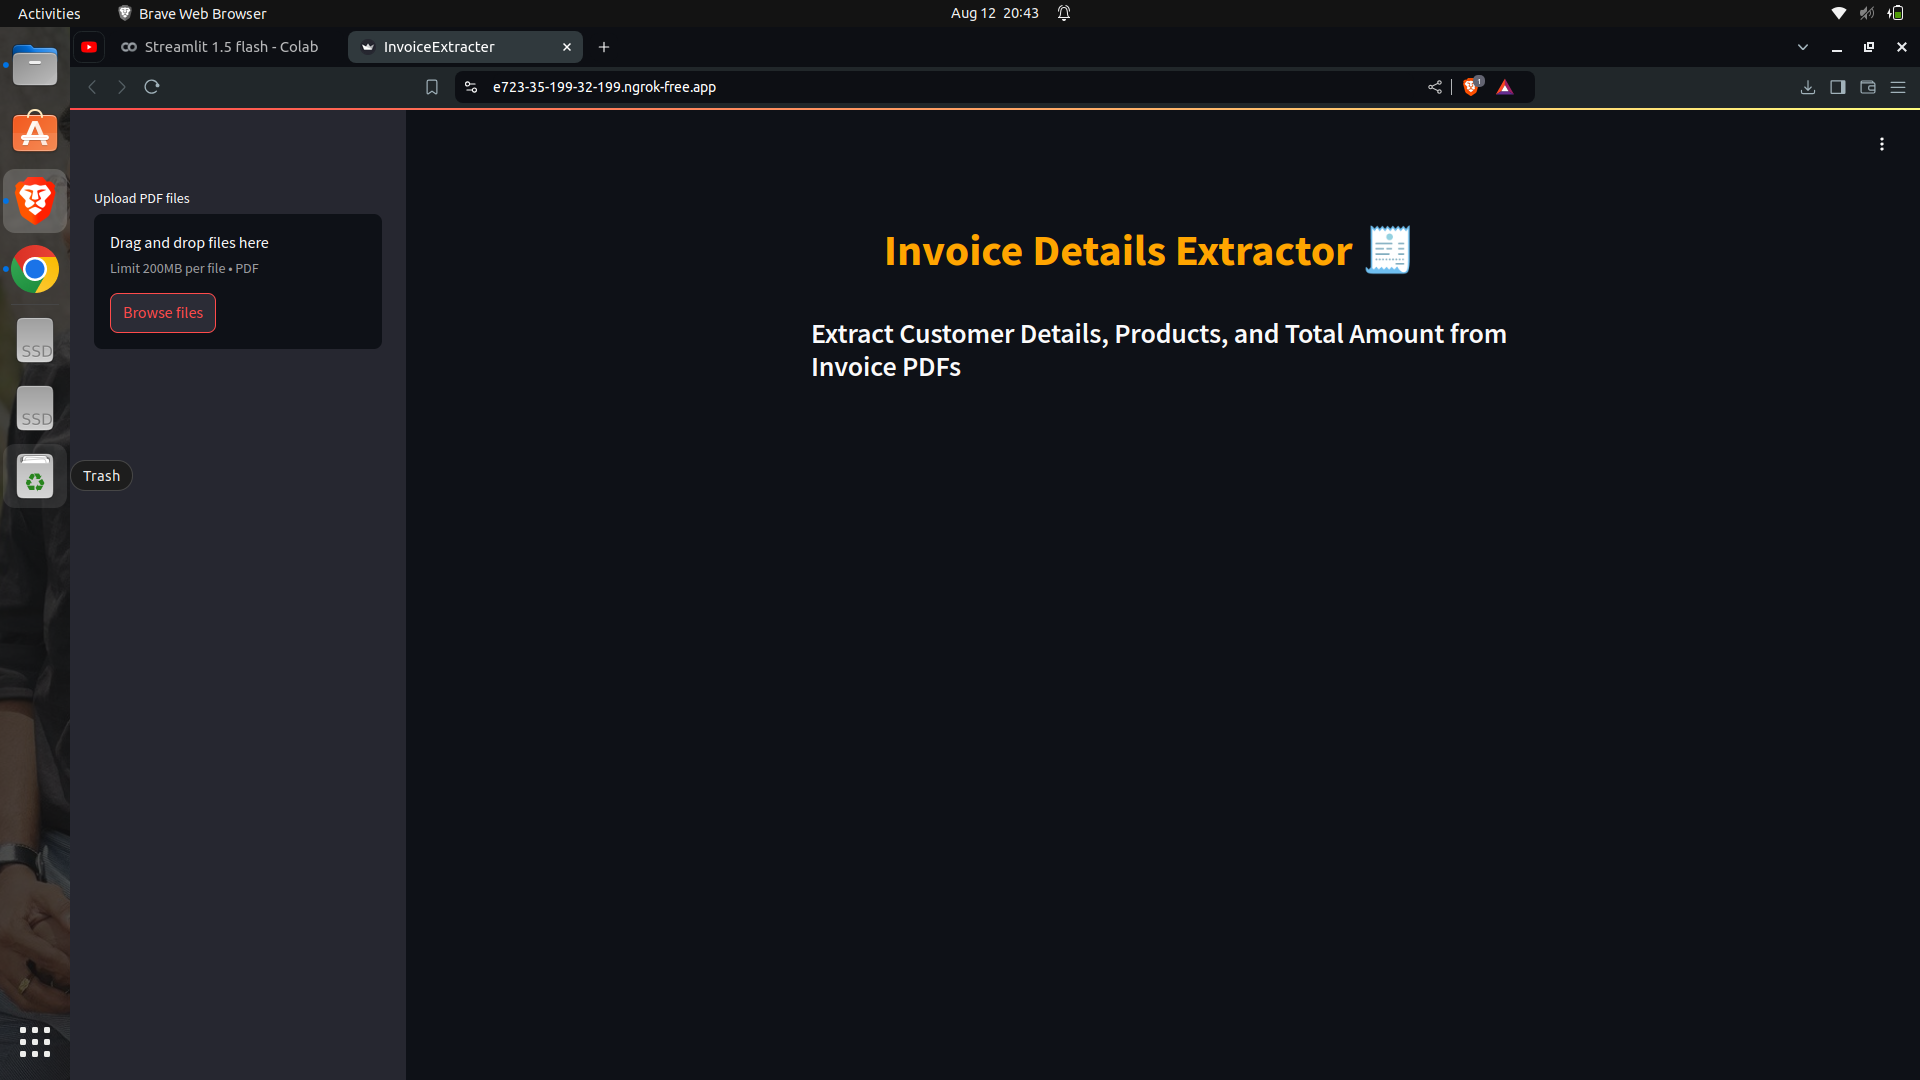 Activities
Brave Web Browser
Aug 12 20:43
Streamlit 1.5 flash - Colab
InvoiceExtracter
e723-35-199-32-199.ngrok-free.app
1
Upload PDF files
Drag and drop files here
Limit 200MB per file • PDF
Browse files
Invoice Details Extractor 🧾
Extract Customer Details, Products, and Total Amount from
Invoice PDFs
SSD
SSD
Trash